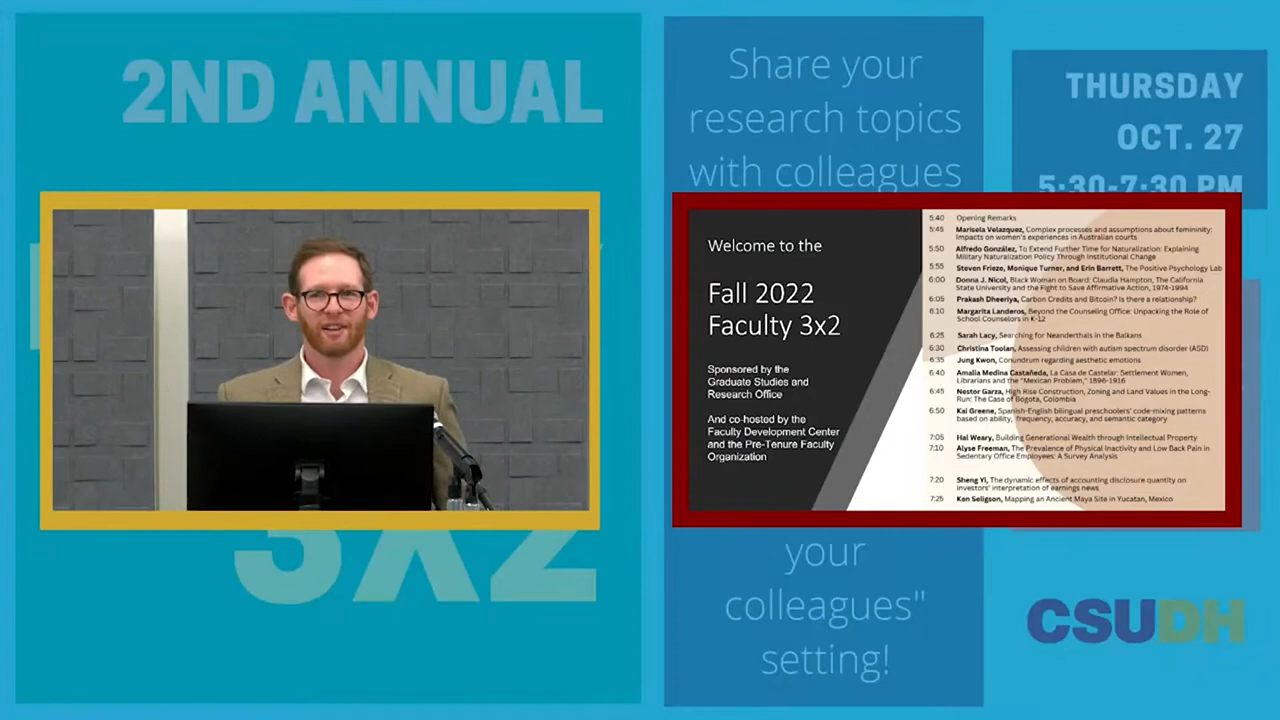 2ND ANNUAL
3X2
Share your
research topics
with colleagues
your
colleagues"
setting!
THURSDAY
OCT. 27
5:30-7:30 PM
Welcome to the
Fall 2022
Faculty 3x2
Sponsored by the
Graduate Studies and
Research Office
And co-hosted by the
Faculty Development Center
and the Pre-Tenure Faculty
Organization
5:40 Opening Remarks
5:45 Marisela Velazquez, Complex processes and assumptions about femininity:
Impacts on women's experiences in Australian courts
5:50 Alfredo González, To Extend Further Time for Naturalization: Explaining
Military Naturalization Policy Through Institutional Change
5:55 Steven Frieze, Monique Turner, and Erin Barrett, The Positive Psychology Lab
6:00 Donna J. Nicol, Black Woman on Board: Claudia Hampton, The California
State University and the Fight to Save Affirmative Action, 1974-1994
6:05 Prakash Dheeriya, Carbon Credits and Bitcoin? Is there a relationship?
6:10 Margarita Landeros, Beyond the Counseling Office: Unpacking the Role of
School Counselors in K-12
6:25 Sarah Lacy, Searching for Neanderthals in the Balkans
6:30 Christina Toolan, Assessing children with autism spectrum disorder (ASD)
6:35 Jung Kwon, Conundrum regarding aesthetic emotions
6:40 Amalia Medina Castañeda, La Casa de Castelar: Settlement Women,
Librarians and the "Mexican Problem," 1896-1916
6:45 Nestor Garza, High Rise Construction, Zoning and Land Values in the Long-
Run: The Case of Bogota, Colombia
6:50 Kai Greene, Spanish-English bilingual preschoolers' code-mixing patterns
based on ability, frequency, accuracy, and semantic category
7:05 Hal Weary, Building Generational Wealth through Intellectual Property
7:10 Alyse Freeman, The Prevalence of Physical Inactivity and Low Back Pain in
Sedentary Office Employees: A Survey Analysis
7:20 Sheng Yi, The dynamic effects of accounting disclosure quantity on
investors' interpretation of earnings news
7:25 Ken Seligson, Mapping an Ancient Maya Site in Yucatan, Mexico
CSUDH